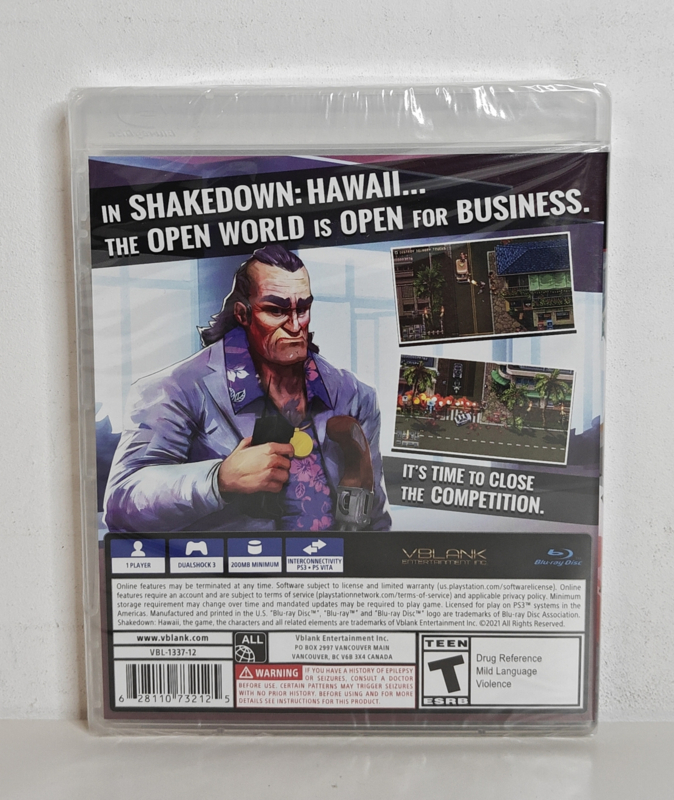 IN SHAKEDOWN: HAWAII...
THE OPEN WORLD IS OPEN FOR BUSINESS.
IT'S TIME TO CLOSE
THE COMPETITION.
1 PLAYER
DUALSHOCK 3
200MB MINIMUM
INTERCONNECTIVITY
PS3 • PS VITA
VBLANK
ENTERTAINMENT INC.
Blu-ray Disc
Online features may be terminated at any time. Software subject to license and limited warranty (us.playstation.com/softwarelicense). Online
features require an account and are subject to terms of service (playstationnetwork.com/terms-of-service) and applicable privacy policy. Minimum
storage requirement may change over time and mandated updates may be required to play game. Licensed for play on PS3™ systems in the
Americas. Manufactured and printed in the U.S. "Blu-ray Disc™", "Blu-ray™" and "Blu-ray Disc™" logo are trademarks of Blu-ray Disc Association.
Shakedown: Hawaii, the game, the characters and all related elements are trademarks of Vblank Entertainment Inc. ©2021 All Rights Reserved.
www.vblank.com
VBL-1337-12
6 28110 73212 5
ALL
Vblank Entertainment Inc.
PO BOX 2997 VANCOUVER MAIN
VANCOUVER, BC V6B 3X4 CANADA.
WARNING IF YOU HAVE A HISTORY OF EPILEPSY
OR SEIZURES, CONSULT A DOCTOR
BEFORE USE. CERTAIN PATTERNS MAY TRIGGER SEIZURES
WITH NO PRIOR HISTORY. BEFORE USING AND FOR MORE
DETAILS SEE INSTRUCTIONS FOR THIS PRODUCT.
TEEN
T
ESRB
Drug Reference
Mild Language
Violence